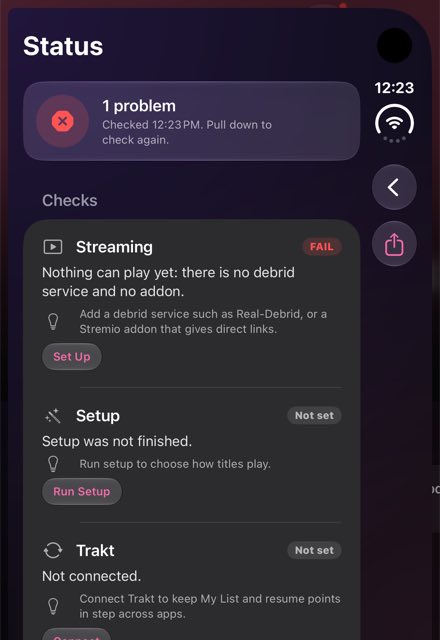 Status
12:23
1 problem
Checked 12:23 PM. Pull down to
check again.
Checks
Streaming
FAIL
Nothing can play yet: there is no debrid
service and no addon.
Add a debrid service such as Real-Debrid, or a
Stremio addon that gives direct links.
Set Up
Setup
Not set
Setup was not finished.
Run setup to choose how titles play.
Run Setup
Trakt
Not set
Not connected.
Connect Trakt to keep My List and resume points
in step across apps.
Connect